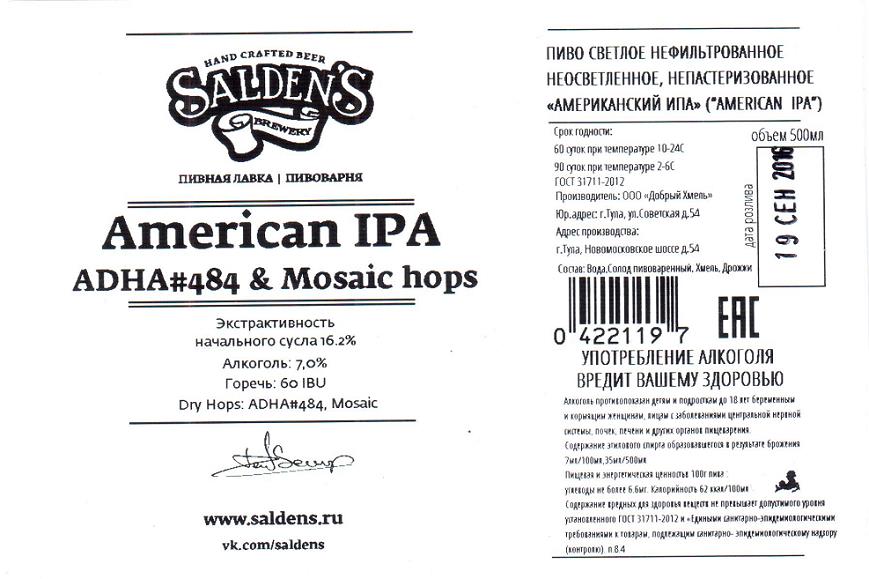 HAND CRAFTED BEER
SALDEN'S
BREWERY
ПИВНАЯ ЛАВКА | ПИВОВАРНЯ
American IPA
ADHA#484 & Mosaic hops
Экстрактивность
начального сусла 16.2%
Алкоголь: 7,0%
Горечь: 60 IBU
Dry Hops: ADHA#484, Mosaic
www.saldens.ru
vk.com/saldens
ПИВО СВЕТЛОЕ НЕФИЛЬТРОВАННОЕ
НЕОСВЕТЛЕННОЕ, НЕПАСТЕРИЗОВАННОЕ
«АМЕРИКАНСКИЙ ИПА» ("AMERICAN IPA")
Срок годности:
60 суток при температуре 10-24С
90 суток при температуре 2-6С
ГОСТ 31711-2012
Производитель: ООО «Добрый Хмель»
Юр.адрес: г.Тула, ул.Советская д.54
Адрес производства:
г.Тула, Новомосковское шоссе д.54
Состав: Вода,Солод пивоваренный, Хмель, Дрожжи
объем 500мл
дата розлива
19 СЕН 2016
0 422119 7
EAC
УПОТРЕБЛЕНИЕ АЛКОГОЛЯ
ВРЕДИТ ВАШЕМУ ЗДОРОВЬЮ
Алкоголь противопоказан детям и подросткам до 18 лет беременным
и кормящим женщинам, лицам с заболеваниями центральной нервной
системы, почек, печени и других органов пищеварения.
Содержание этилового спирта образовавшегося в результате брожения
7мл/100мл,35мл/500мл
Пищевая и энергетическая ценностьв 100г пива :
углеводы не более 6.6мг. Калорийность 62 ккал/100мл
Содержание вредных для здоровья веществ не превышает допустимого уровня
установленного ГОСТ 31711-2012 и «Едиными санитарно-эпидемиологическими
требованиями к товарам, подлежащим санитарно- эпидемиологическому надзору
(контролю). п.8.4